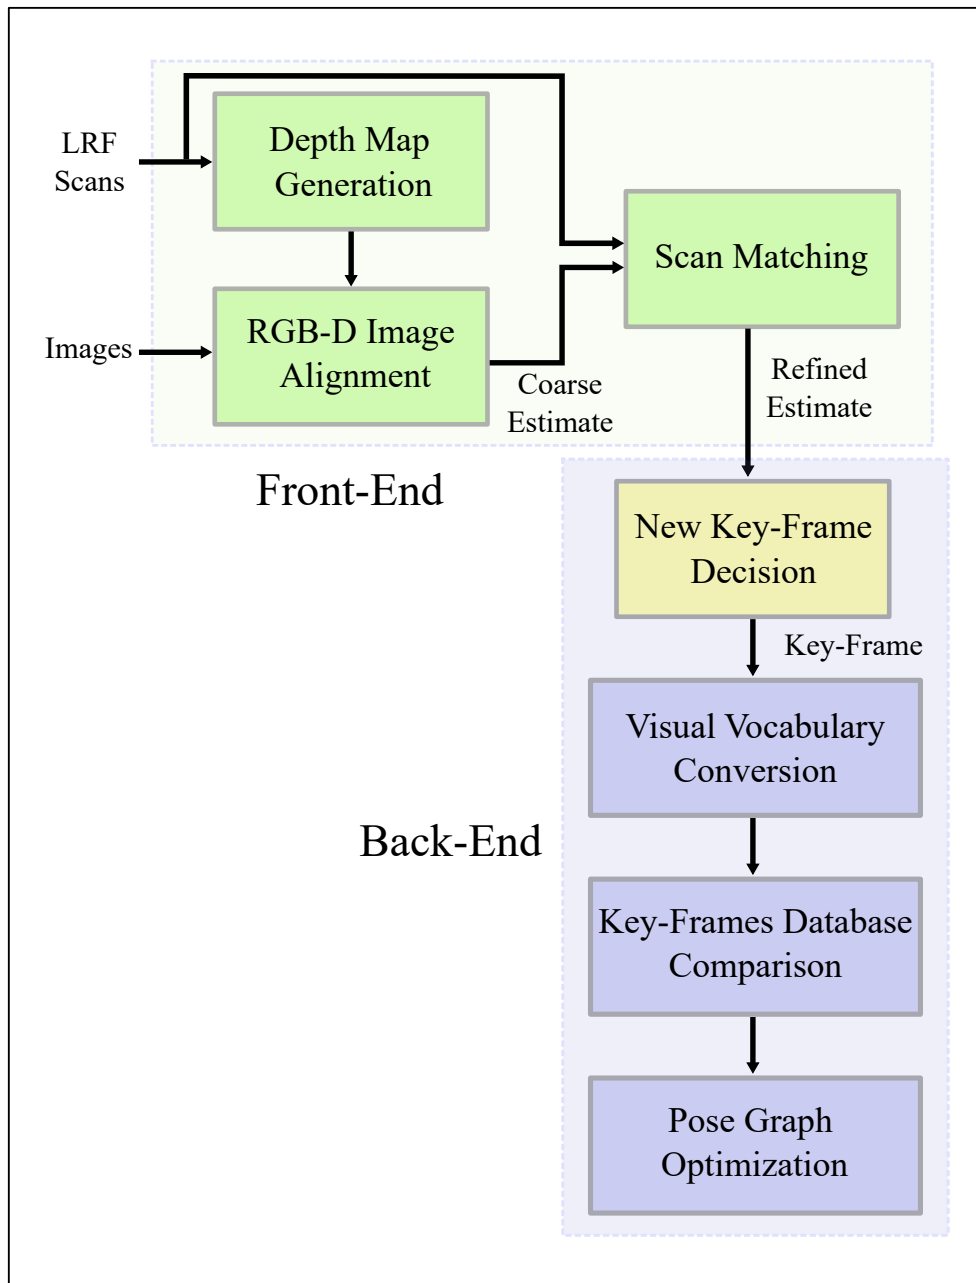 LRF
Scans
Depth Map
Generation
Scan Matching
Images
RGB-D Image
Alignment
Coarse
Estimate
Refined
Estimate
Front-End
New Key-Frame
Decision
Key-Frame
Visual Vocabulary
Conversion
Back-End
Key-Frames Database
Comparison
Pose Graph
Optimization